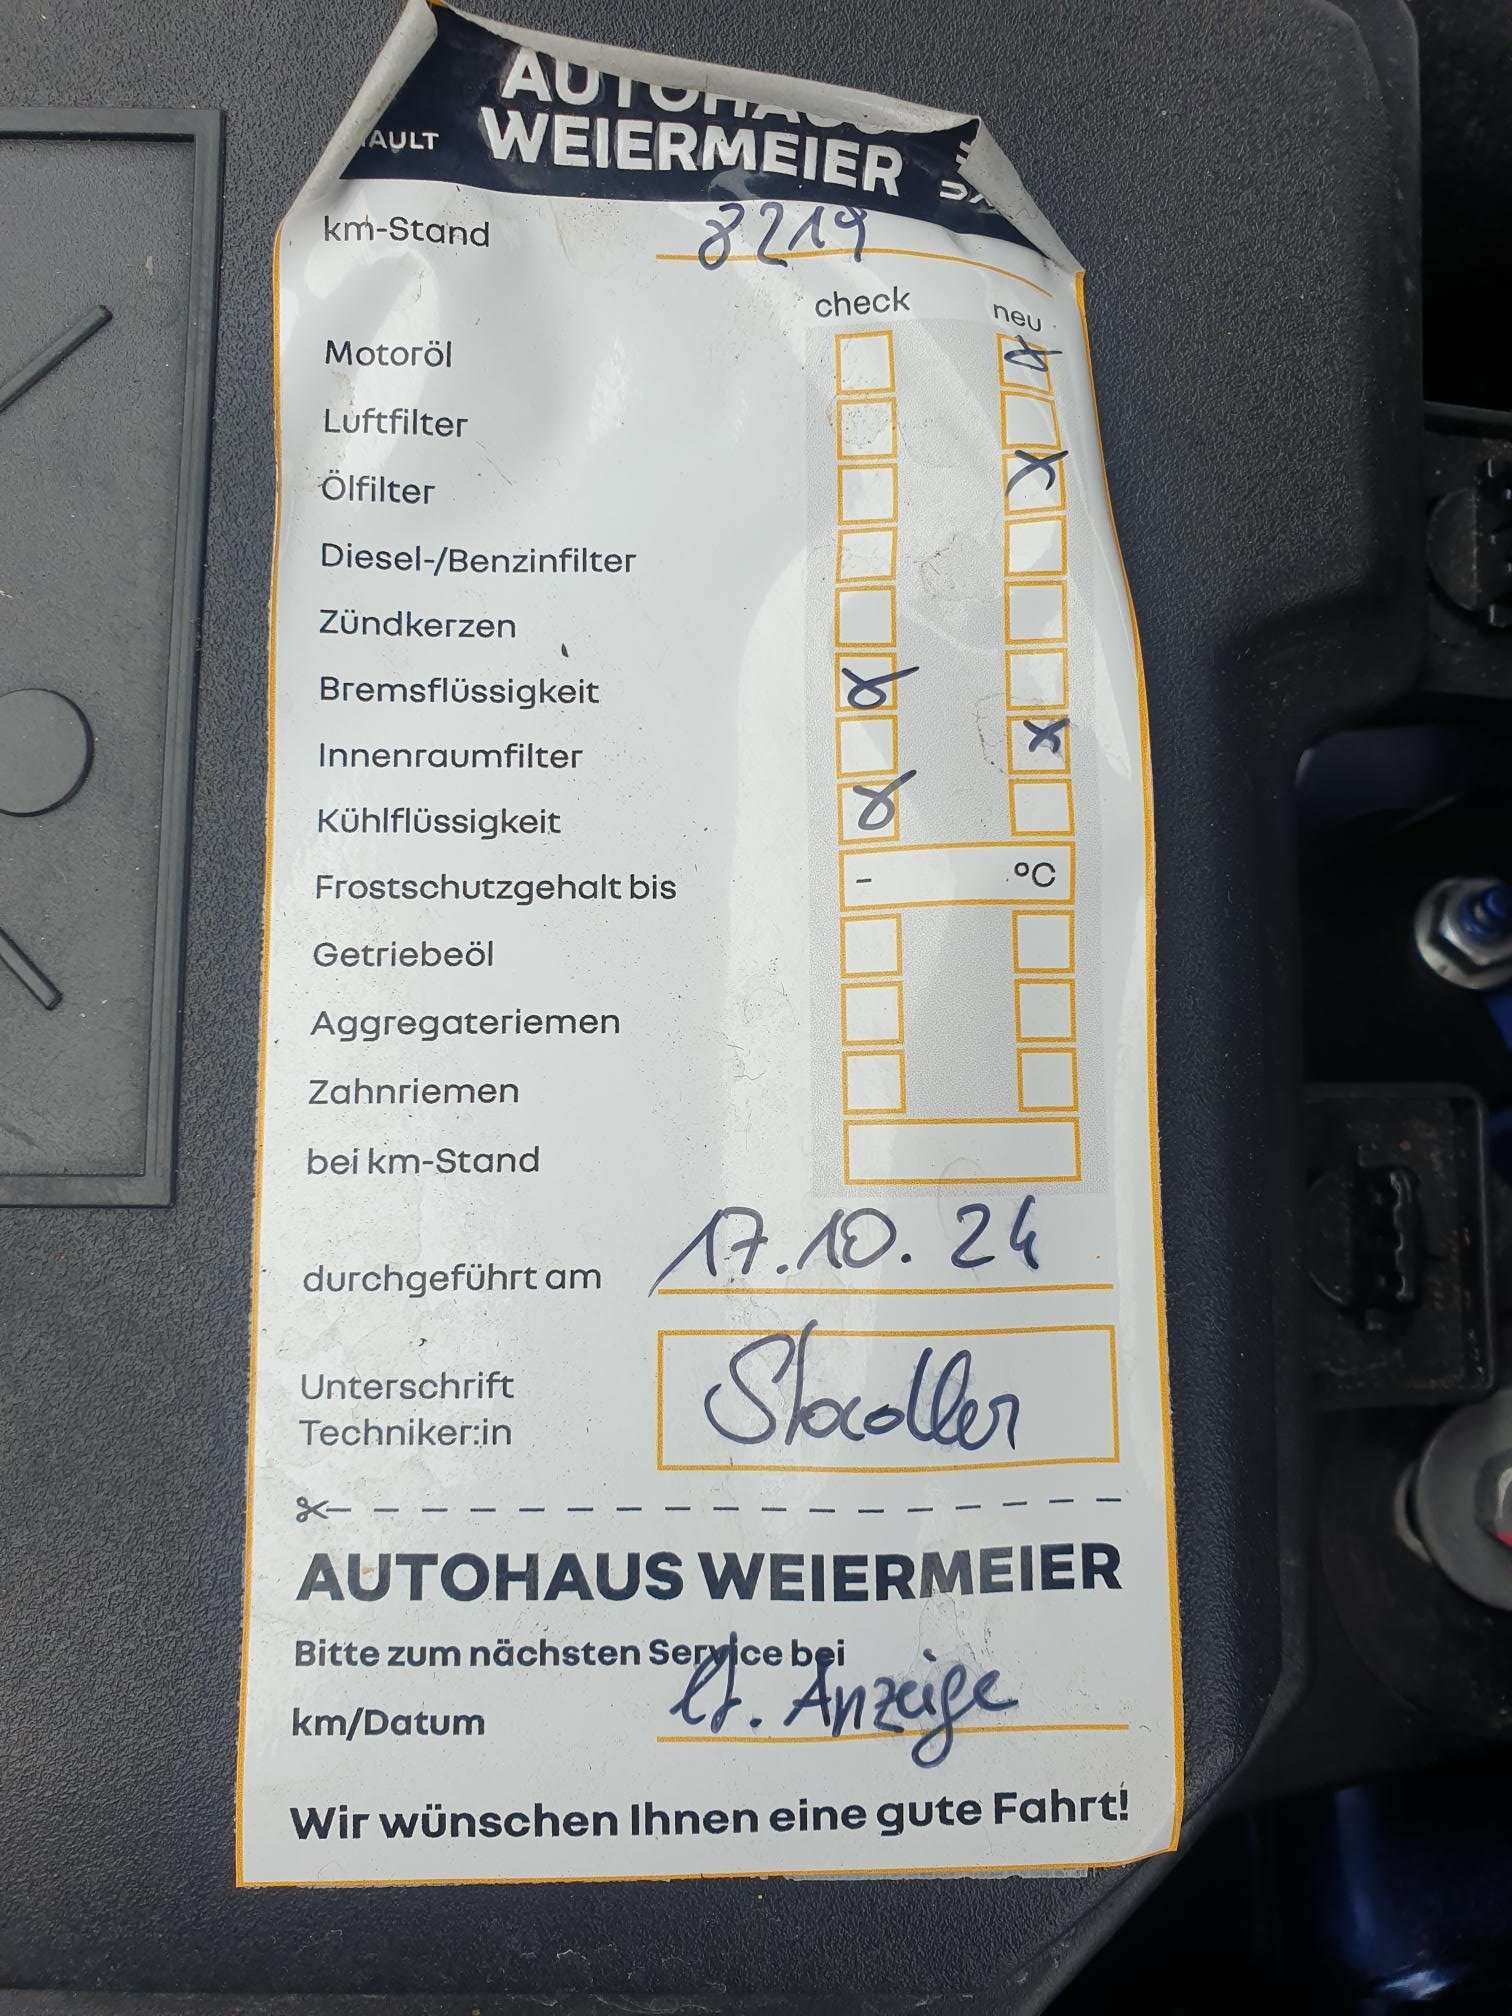 AUTOHAUS
WEIERMEIER
km-Stand 8219
check neu
Motoröl
Luftfilter
Ölfilter
Diesel-/Benzinfilter
Zündkerzen
Bremsflüssigkeit
Innenraumfilter
Kühlflüssigkeit
Frostschutzgehalt bis - °C
Getriebeöl
Aggregateriemen
Zahnriemen
bei km-Stand
durchgeführt am 17.10.24
Unterschrift
Techniker:in Stadler
AUTOHAUS WEIERMEIER
Bitte zum nächsten Service bei
km/Datum lt. Anzeige
Wir wünschen Ihnen eine gute Fahrt!